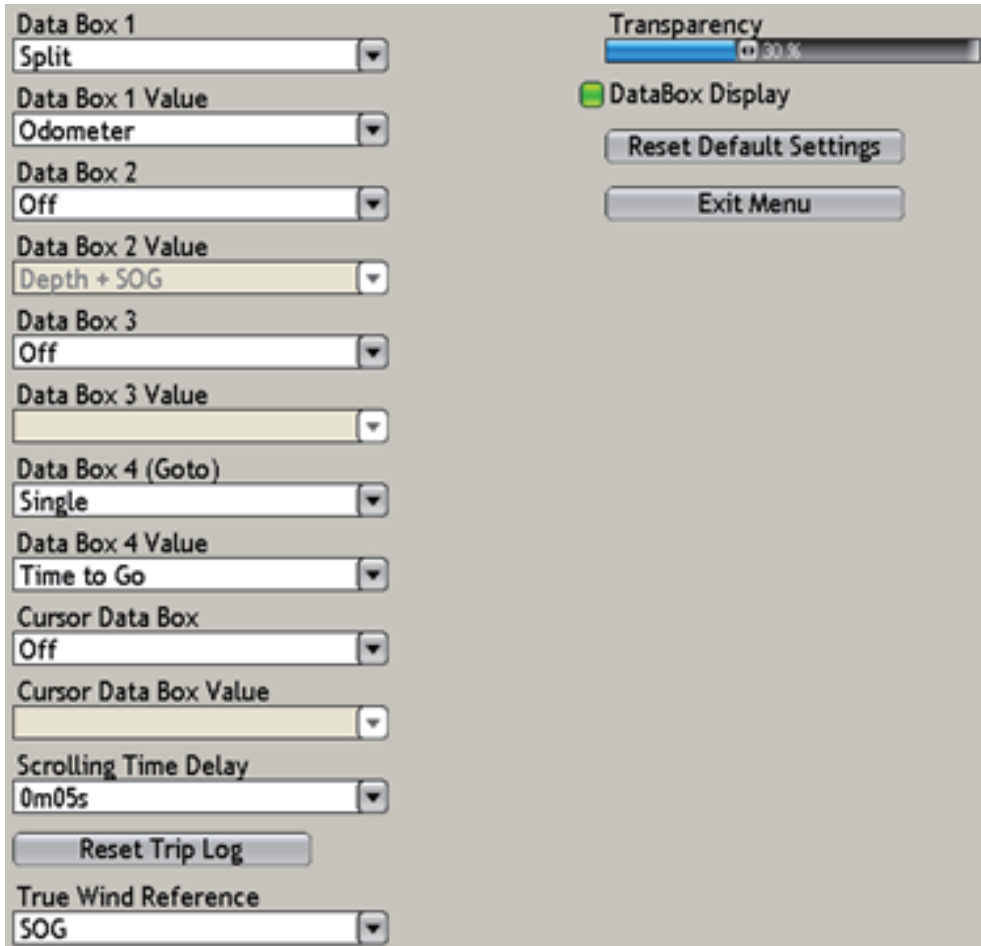 Data Box 1
Split
Data Box 1 Value
Odometer
Data Box 2
Off
Data Box 2 Value
Depth + SOG
Data Box 3
Off
Data Box 3 Value
Data Box 4 (Goto)
Single
Data Box 4 Value
Time to Go
Cursor Data Box
Off
Cursor Data Box Value
Scrolling Time Delay
0m05s
Reset Trip Log
True Wind Reference
SOG
Transparency
30 %
DataBox Display
Reset Default Settings
Exit Menu